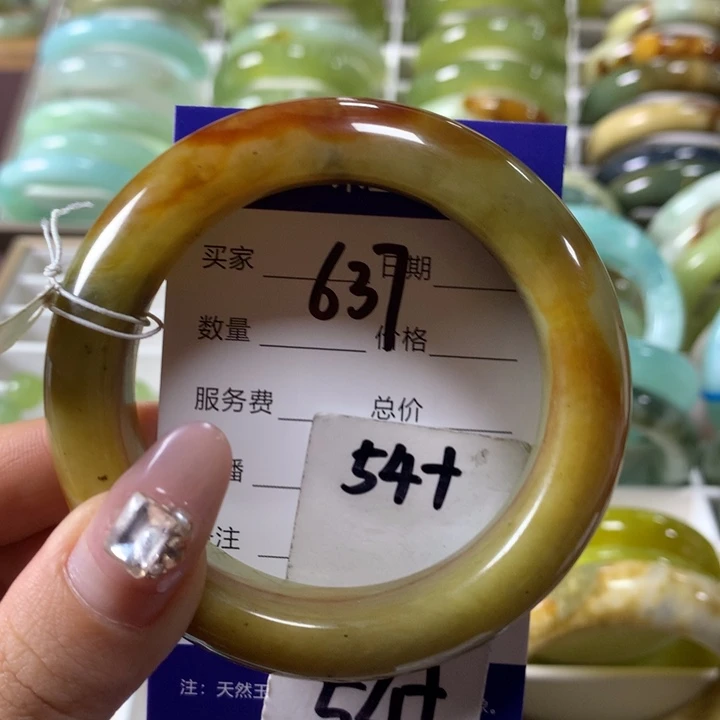 买家 637 日期
数量 价格
服务费 总价
播 54+
注
注：天然玉
54+